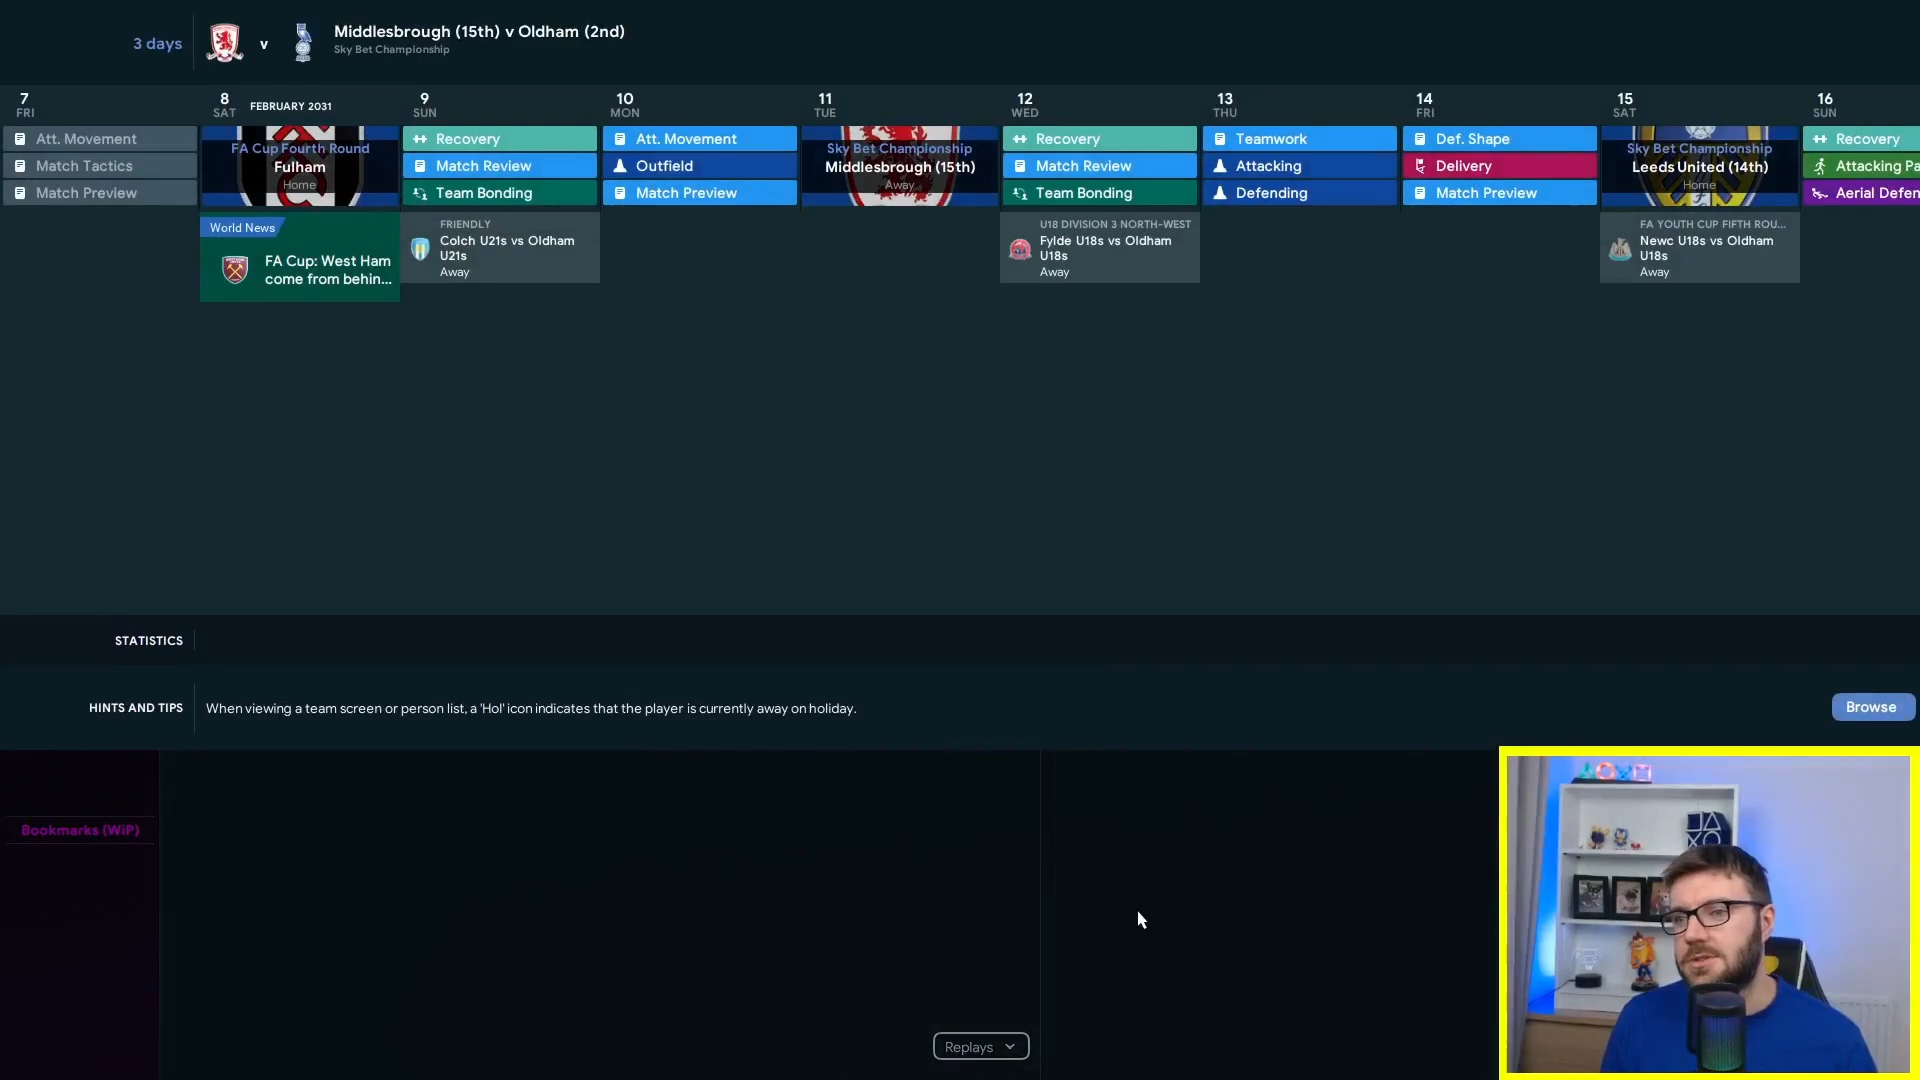 3 days
v
Middlesbrough (15th) v Oldham (2nd)
Sky Bet Championship
7
FRI
8
SAT
FEBRUARY 2031
9
SUN
10
MON
11
TUE
12
WED
13
THU
14
FRI
15
SAT
16
SUN
Att. Movement
Match Tactics
Match Preview
FA Cup Fourth Round
Fulham
Home
World News
FA Cup: West Ham
come from behin...
Recovery
Match Review
Team Bonding
FRIENDLY
Colch U21s vs Oldham
U21s
Away
Att. Movement
Outfield
Match Preview
Sky Bet Championship
Middlesbrough (15th)
Away
Recovery
Match Review
Team Bonding
U18 DIVISION 3 NORTH-WEST
Fylde U18s vs Oldham
U18s
Away
Teamwork
Attacking
Defending
Def. Shape
Delivery
Match Preview
Sky Bet Championship
Leeds United (14th)
Home
FA YOUTH CUP FIFTH ROU...
Newc U18s vs Oldham
U18s
Away
Recovery
Attacking Pa
Aerial Defen
STATISTICS
HINTS AND TIPS
When viewing a team screen or person list, a 'Hol' icon indicates that the player is currently away on holiday.
Browse
Bookmarks (WiP)
Replays